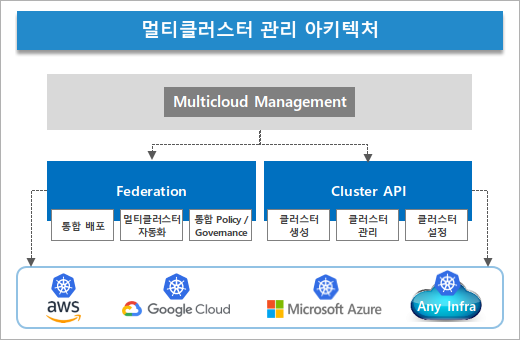 멀티클러스터 관리 아키텍처
Multicloud Management
Federation
Cluster API
통합 배포
멀티클러스터
자동화
통합 Policy /
Governance
클러스터
생성
클러스터
관리
클러스터
설정
aws
Google Cloud
Microsoft Azure
Any Infra